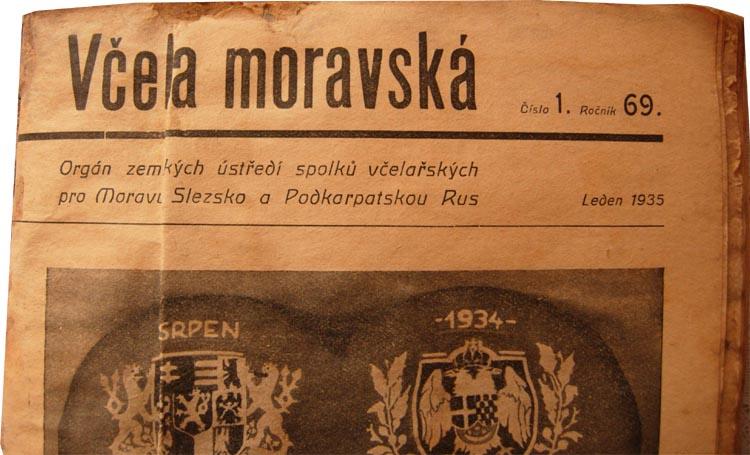 Včela moravská
Číslo 1. Ročník 69.
Orgán zemkých ústředí spolků včelařských
pro Moravu Slezsko a Podkarpatskou Rus
Leden 1935
SRPEN
-1934-